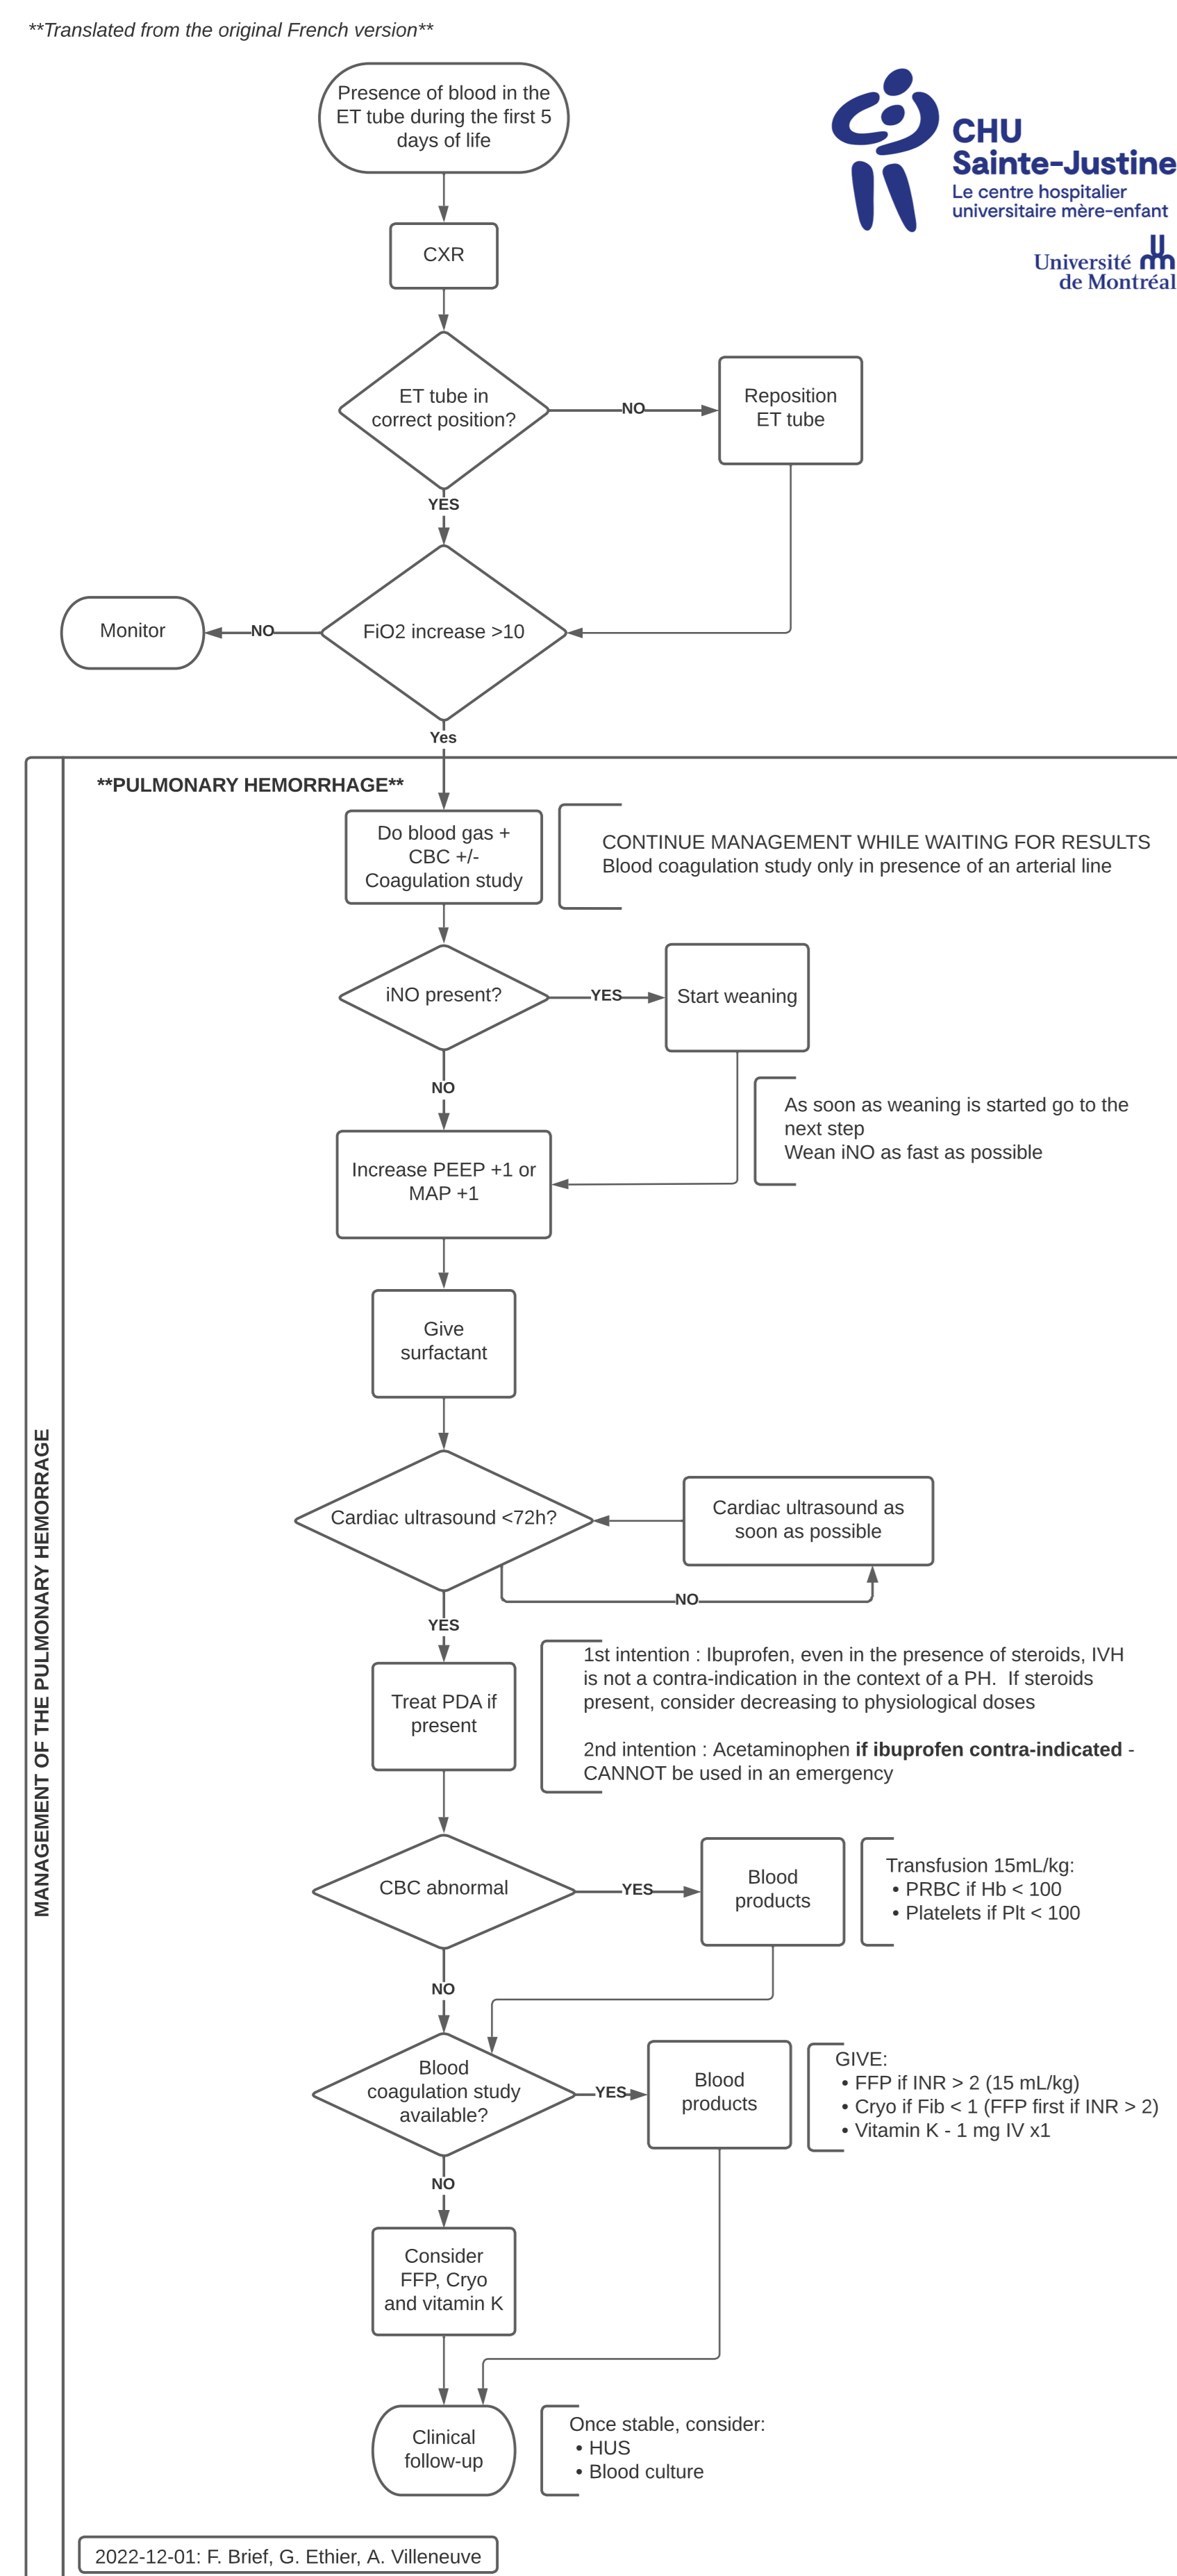 **Translated from the original French version**
Presence of blood in the
ET tube during the first 5
days of life
CHU
Sainte-Justine
Le centre hospitalier
universitaire mère-enfant
Université
de Montréal
CXR
ET tube in
correct position?
NO
Reposition
ET tube
YES
Monitor
NO
FiO2 increase >10
Yes
**PULMONARY HEMORRHAGE**
Do blood gas +
CBC +/-
Coagulation study
CONTINUE MANAGEMENT WHILE WAITING FOR RESULTS
Blood coagulation study only in presence of an arterial line
iNO present?
YES
Start weaning
NO
As soon as weaning is started go to the
next step
Wean iNO as fast as possible
Increase PEEP +1 or
MAP +1
Give
surfactant
Cardiac ultrasound <72h?
Cardiac ultrasound as
soon as possible
NO
YES
Treat PDA if
present
1st intention : Ibuprofen, even in the presence of steroids, IVH
is not a contra-indication in the context of a PH.  If steroids
present, consider decreasing to physiological doses
2nd intention : Acetaminophen if ibuprofen contra-indicated -
CANNOT be used in an emergency
MANAGEMENT OF THE PULMONARY HEMORRAGE
CBC abnormal
YES
Blood
products
Transfusion 15mL/kg:
• PRBC if Hb < 100
• Platelets if Plt < 100
NO
Blood
coagulation study
available?
YES
Blood
products
GIVE:
• FFP if INR > 2 (15 mL/kg)
• Cryo if Fib < 1 (FFP first if INR > 2)
• Vitamin K - 1 mg IV x1
NO
Consider
FFP, Cryo
and vitamin K
Clinical
follow-up
Once stable, consider:
• HUS
• Blood culture
2022-12-01: F. Brief, G. Ethier, A. Villeneuve